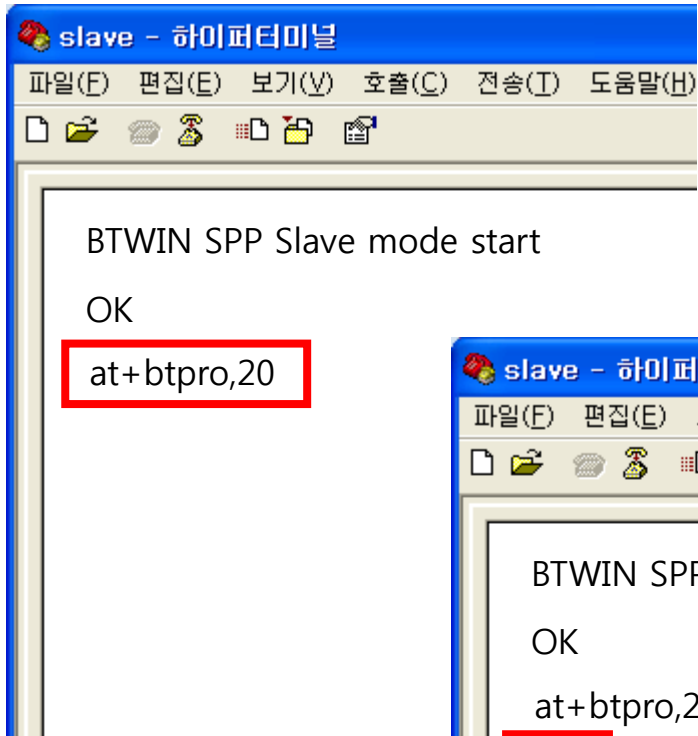 slave - 하이퍼터미널
파일(F) 편집(E) 보기(V) 호출(C) 전송(T) 도움말(H)
BTWIN SPP Slave mode start
OK
at+btpro,20
slave - 하이퍼
파일(F) 편집(E)
BTWIN SPP
OK
at+btpro,2